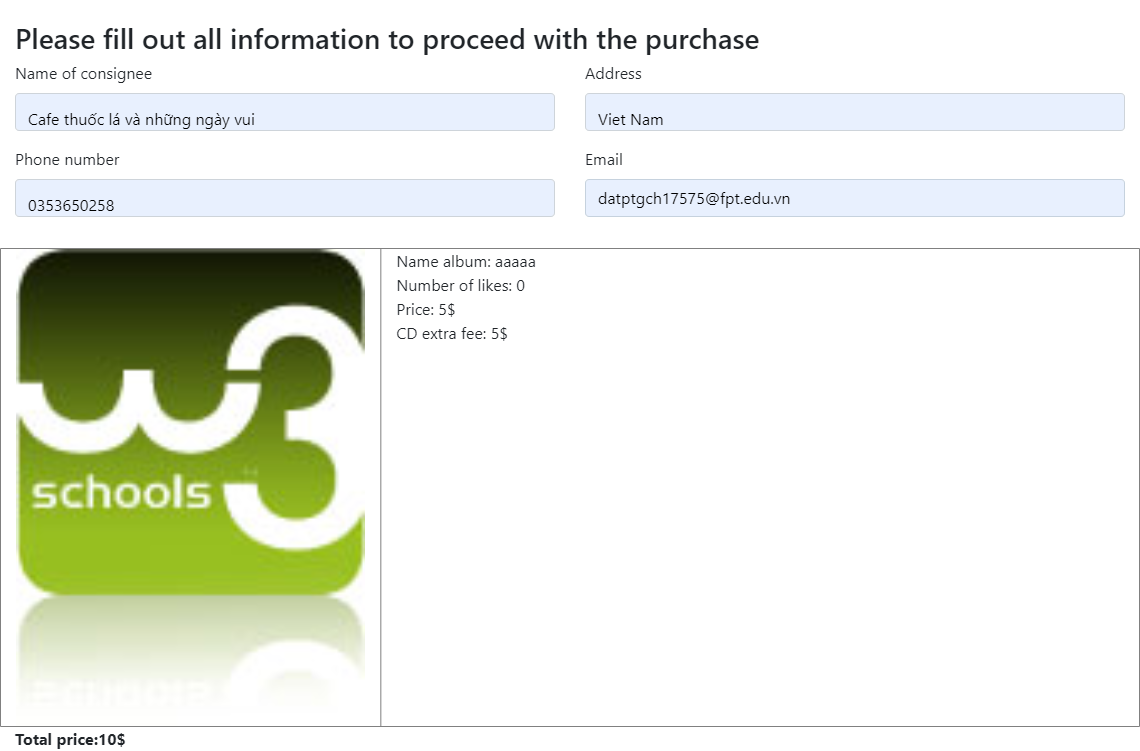 Please fill out all information to proceed with the purchase
Name of consignee
Address
Cafe thuốc lá và những ngày vui
Viet Nam
Phone number
Email
0353650258
datptgch17575@fpt.edu.vn
w3
schools
Name album: aaaaa
Number of likes: 0
Price: 5$
CD extra fee: 5$
Total price:10$